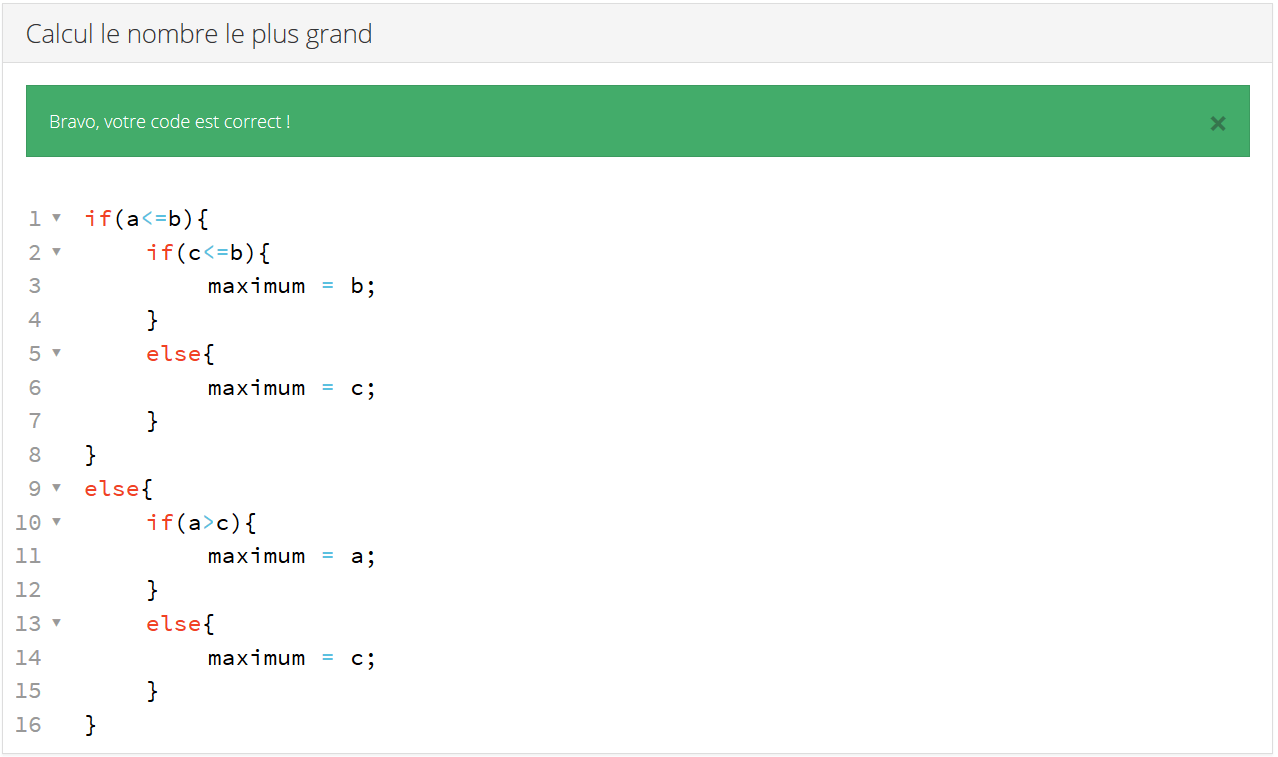 Calcul le nombre le plus grand
Bravo, votre code est correct ! ×
1 if(a<=b){
2 if(c<=b){
3 maximum = b;
4 }
5 else{
6 maximum = c;
7 }
8 }
9 else{
10 if(a>c){
11 maximum = a;
12 }
13 else{
14 maximum = c;
15 }
16 }